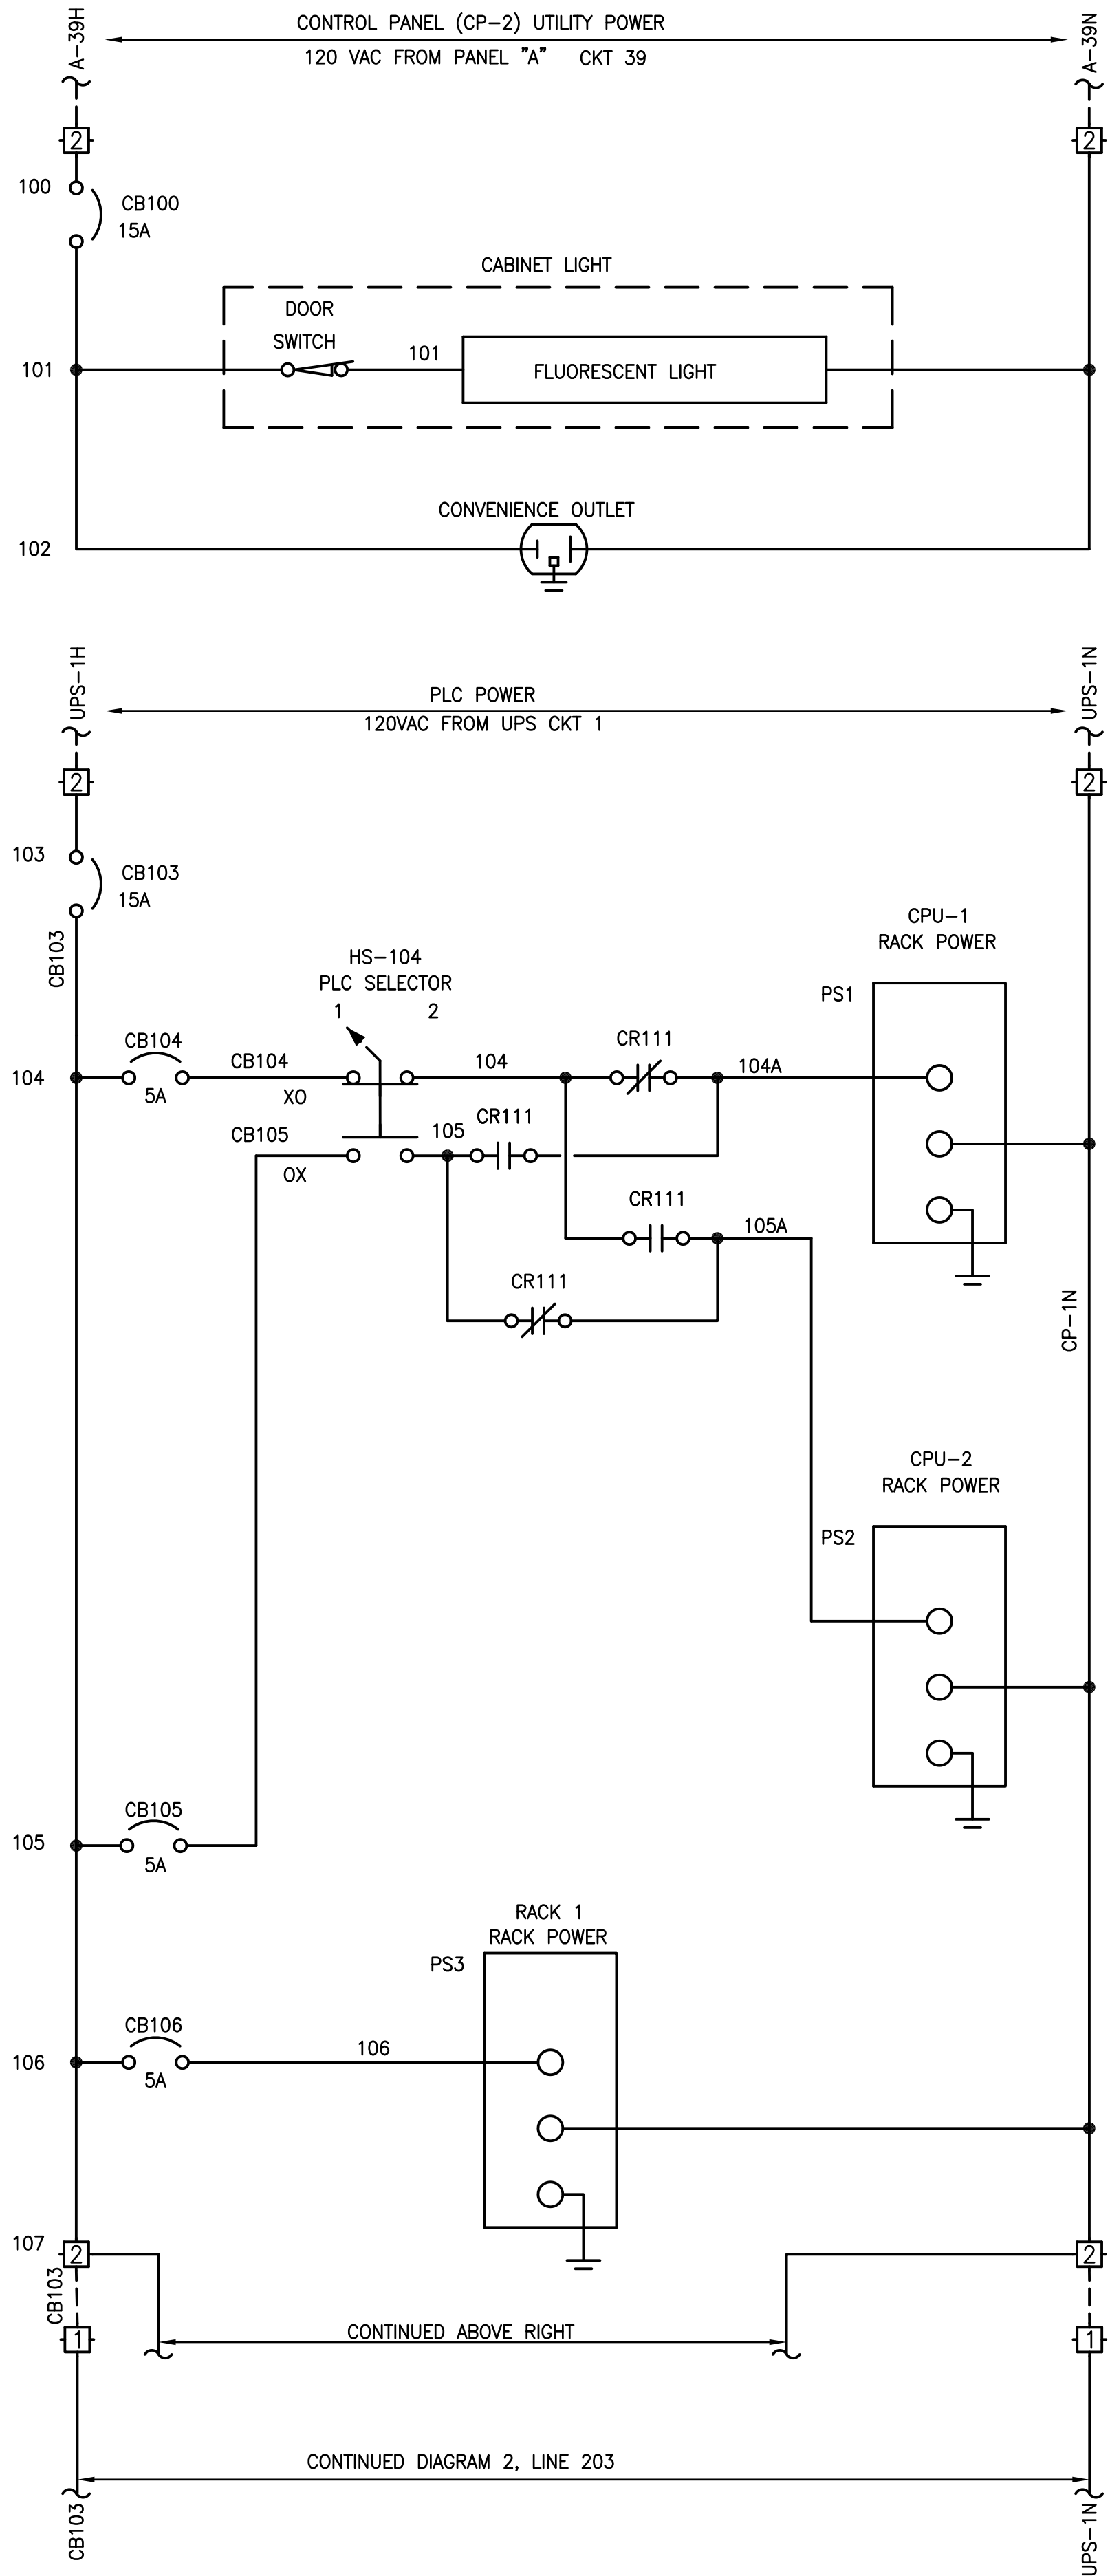 A-39H
CONTROL PANEL (CP-2) UTILITY POWER
120 VAC FROM PANEL "A" CKT 39
A-39N
2
2
100
CB100
15A
CABINET LIGHT
DOOR
SWITCH
101
101
FLUORESCENT LIGHT
CONVENIENCE OUTLET
102
UPS-1H
PLC POWER
120VAC FROM UPS CKT 1
UPS-1N
2
2
103
CB103
15A
CB103
CPU-1
RACK POWER
HS-104
PLC SELECTOR
1 2
PS1
CB104
5A
104
CB104
XO
104
CR111
104A
CB105
OX
105
CR111
CR111
105A
CR111
CP-1N
CPU-2
RACK POWER
PS2
CB105
105
5A
RACK 1
RACK POWER
PS3
CB106
106
106
5A
107
2
2
CB103
1
1
CONTINUED ABOVE RIGHT
CONTINUED DIAGRAM 2, LINE 203
CB103
UPS-1N